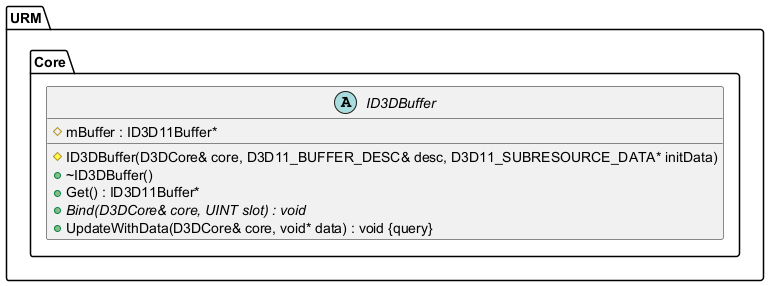 URM
Core
A ID3DBuffer
mBuffer : ID3D11Buffer*
ID3DBuffer(D3DCore& core, D3D11_BUFFER_DESC& desc, D3D11_SUBRESOURCE_DATA* initData)
~ID3DBuffer()
Get() : ID3D11Buffer*
Bind(D3DCore& core, UINT slot) : void
UpdateWithData(D3DCore& core, void* data) : void {query}